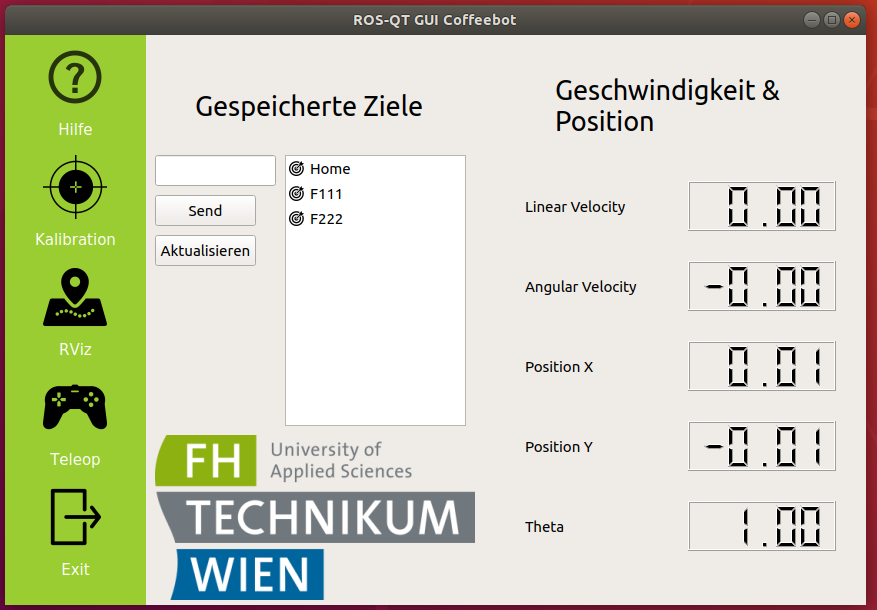 ROS-QT GUI Coffeebot
?
Hilfe
Kalibration
RViz
Teleop
Exit
Gespeicherte Ziele
Send
Aktualisieren
Home
F111
F222
FH University of
Applied Sciences
TECHNIKUM
WIEN
Geschwindigkeit &
Position
Linear Velocity 0.00
Angular Velocity -0.00
Position X 0.01
Position Y -0.01
Theta 1.00